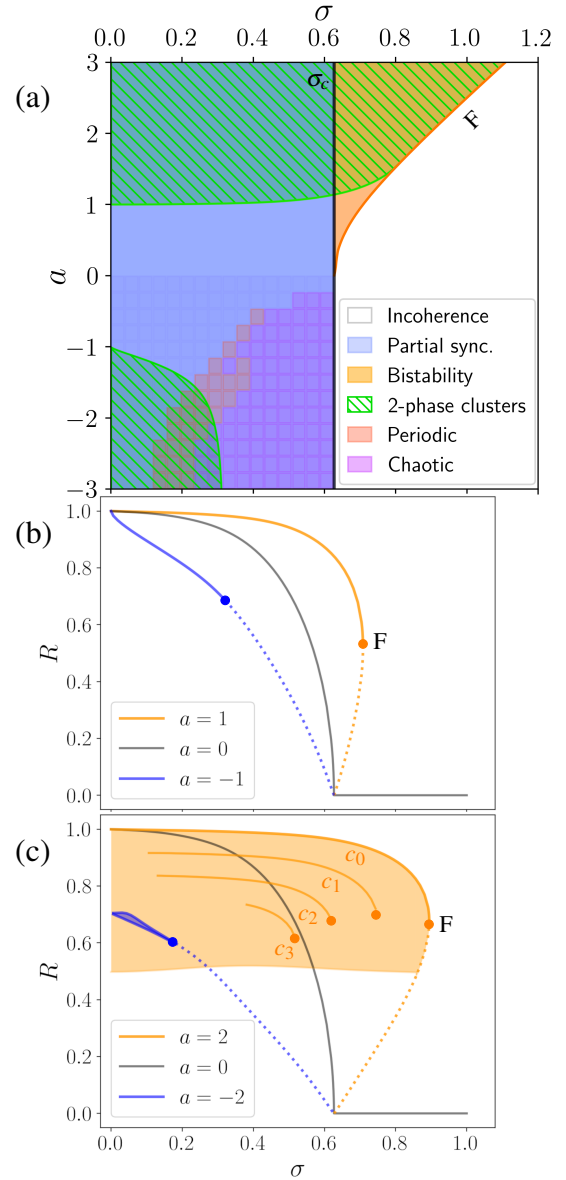 σ
0.0 0.2 0.4 0.6 0.8 1.0 1.2
(a)
3
2
1
0
−1
−2
−3
a
σc
F
Incoherence
Partial sync.
Bistability
2-phase clusters
Periodic
Chaotic
(b)
1.0
0.8
0.6
0.4
0.2
0.0
R
F
a = 1
a = 0
a = −1
(c)
1.0
0.8
0.6
0.4
0.2
0.0
R
c0
c1
c2
c3
F
a = 2
a = 0
a = −2
0.0 0.2 0.4 0.6 0.8 1.0
σ